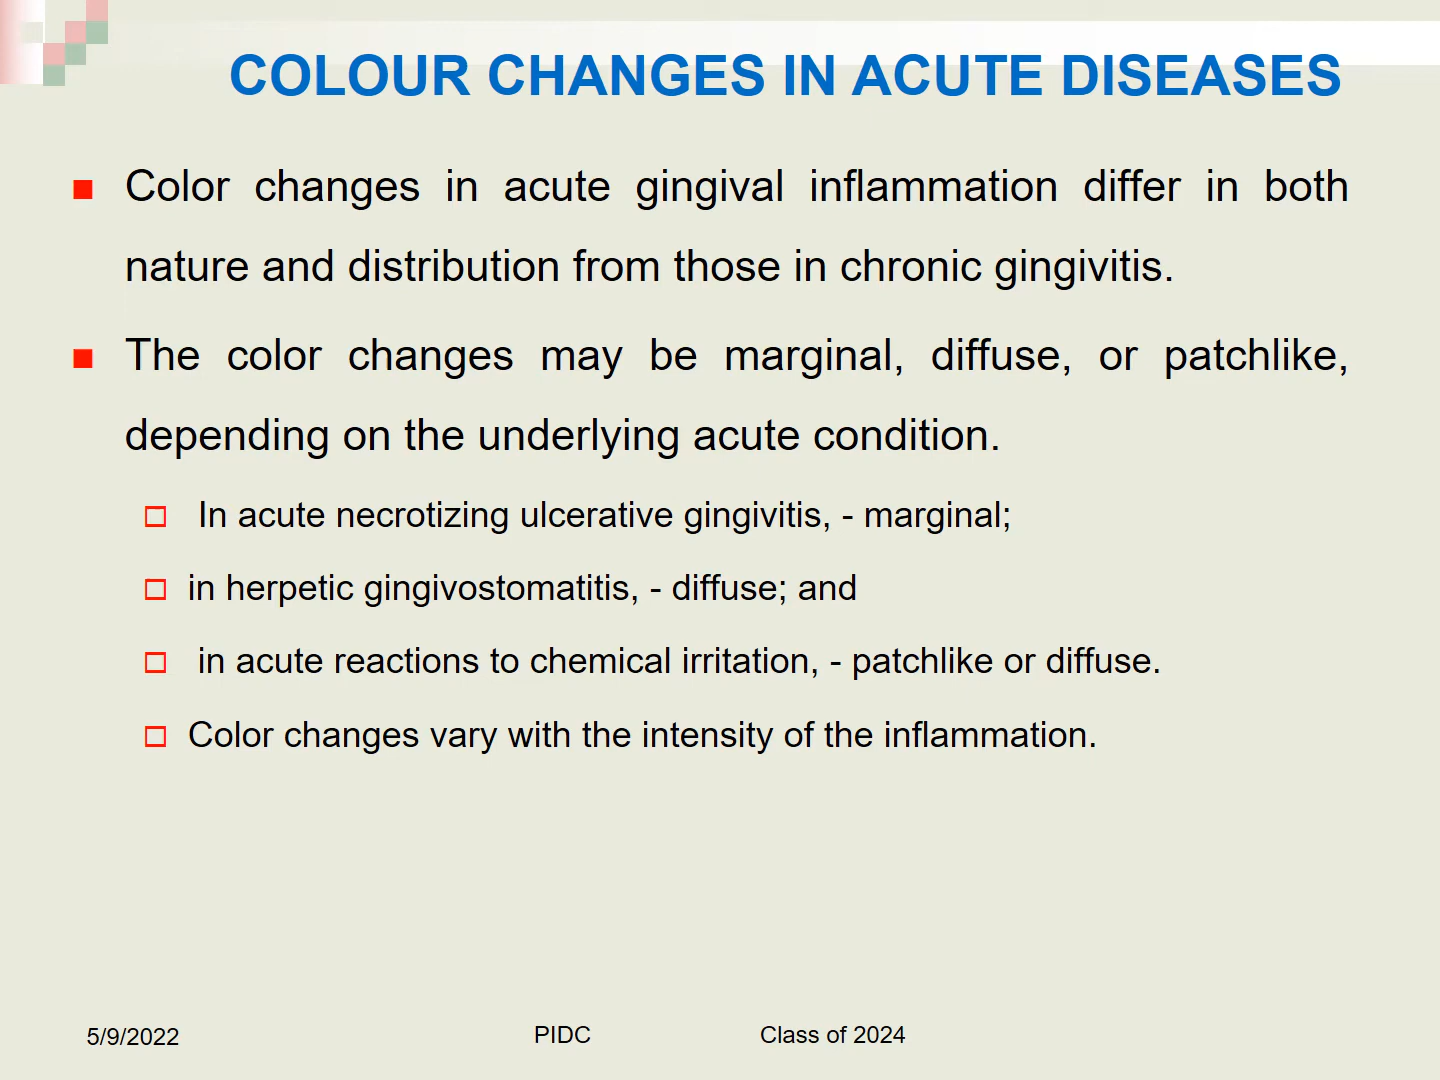 COLOUR CHANGES IN ACUTE DISEASES
Color changes in acute gingival inflammation differ in both
nature and distribution from those in chronic gingivitis.
The color changes may be marginal, diffuse, or patchlike,
depending on the underlying acute condition.
In acute necrotizing ulcerative gingivitis, - marginal;
in herpetic gingivostomatitis, - diffuse; and
in acute reactions to chemical irritation, - patchlike or diffuse.
Color changes vary with the intensity of the inflammation.
5/9/2022 PIDC Class of 2024